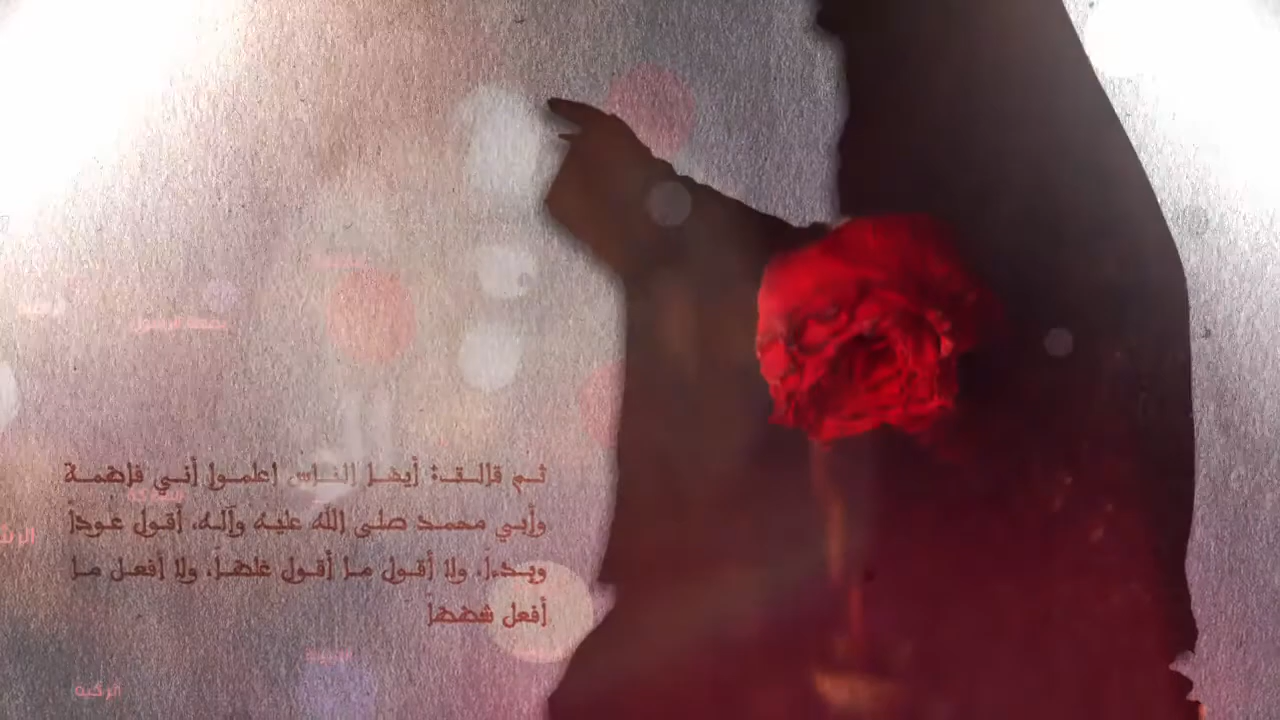 ثم قالت: أيها الناس اعلموا أني فاطمة
وأبي محمد صلى الله عليه وآله، أقول عوداً
وبدءاً، ولا أقول ما أقول غلطاً، ولا أفعل ما
أفعل شططاً
الزكية